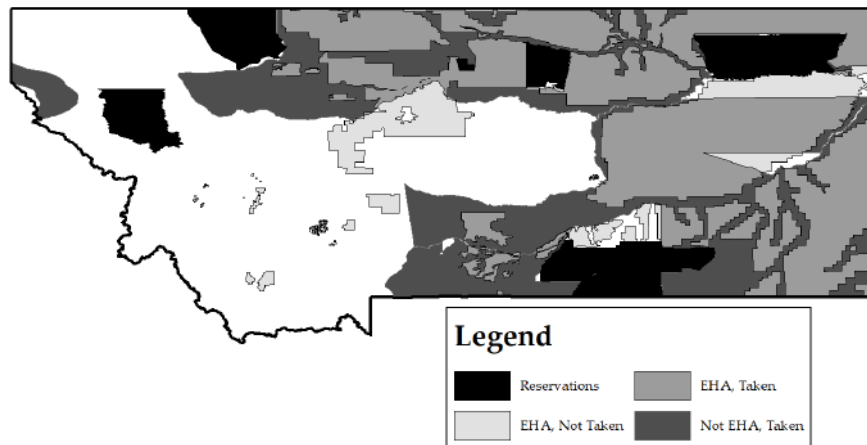 Legend
Reservations
EHA, Taken
EHA, Not Taken
Not EHA, Taken